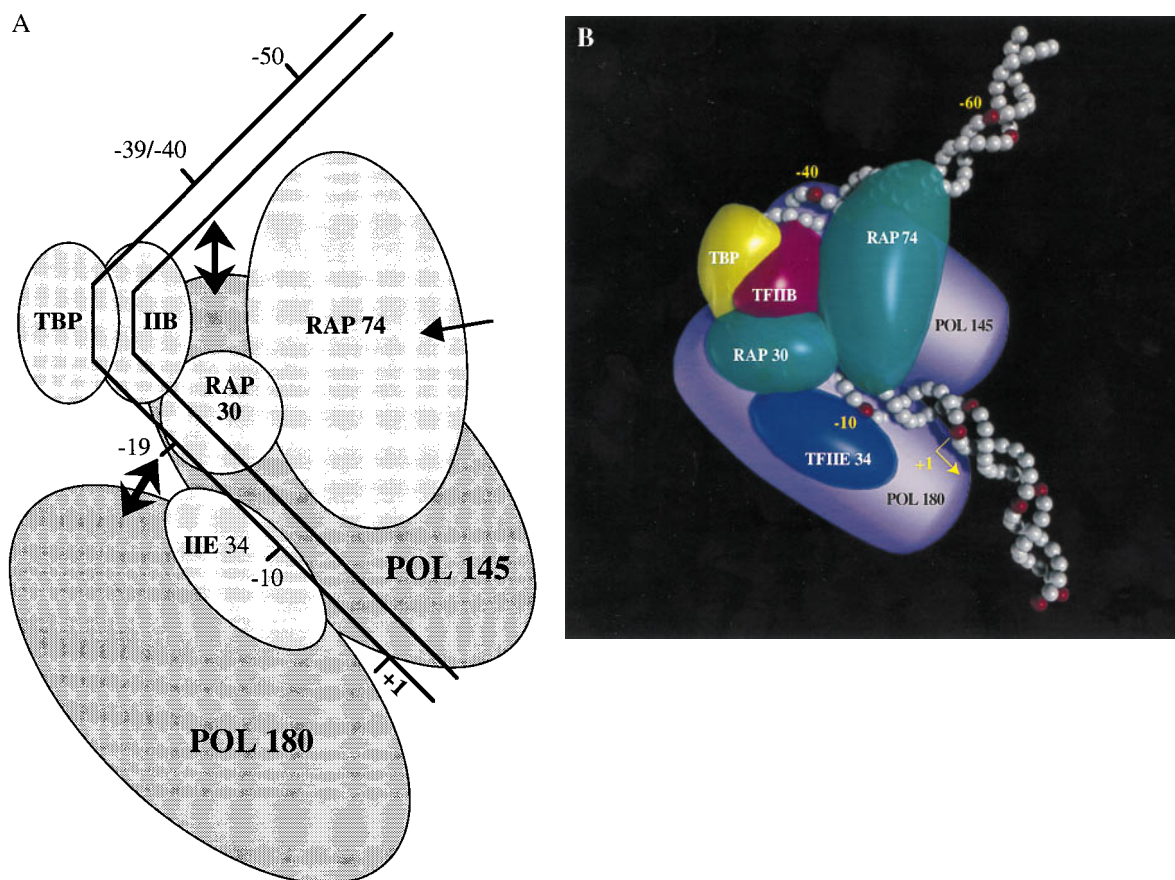 A
-50
-39/-40
TBP
IIB
RAP 74
RAP
30
-19
IIE 34
-10
POL 145
+1
POL 180
B
-60
-40
RAP 74
TBP
TFIIB
POL 145
RAP 30
-10
TFIIE 34
+1
POL 180